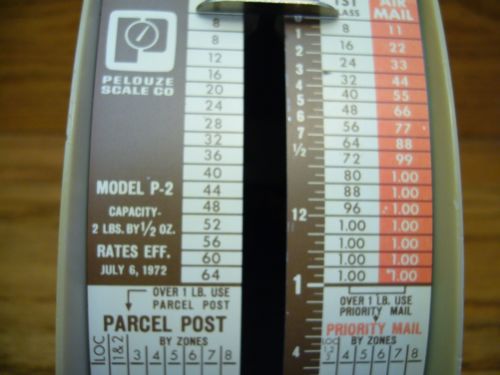 PELOUZE
SCALE CO
MODEL P-2
CAPACITY-
2 LBS. BY ½ OZ.
RATES EFF.
JULY 6, 1972
8
8
12
16
20
24
28
32
36
40
44
48
52
56
60
64
OVER 1 LB. USE
PARCEL POST
PARCEL POST
BY ZONES
LOC 1&2 3 4 5 6 7 8
0
1
2
3
4
5
6
7
½
12
1
4
1ST CLASS AIR MAIL
8 11
16 22
24 33
32 44
40 55
48 66
56 77
64 88
72 99
80 1.00
88 1.00
96 1.00
1.00 1.00
1.00 1.00
1.00 1.00
1.00 1.00
OVER 1 LB. USE
PRIORITY MAIL
PRIORITY MAIL
BY ZONES
LOC 1 2 3 4 5 6 7 8